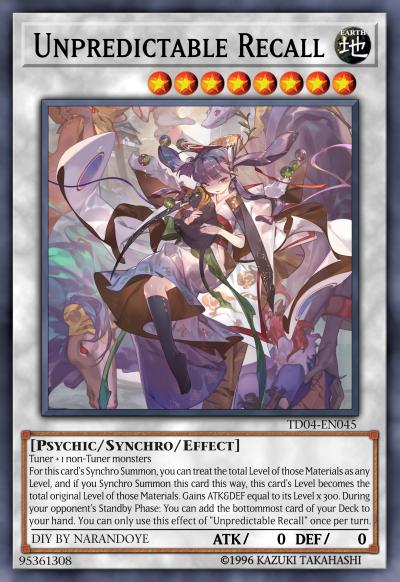 UNPREDICTABLE RECALL
EARTH
地
TD04-EN045
[PSYCHIC/SYNCHRO/EFFECT]
Tuner +1 non-Tuner monsters
For this card's Synchro Summon, you can treat the total Level of those Materials as any
Level, and if you Synchro Summon this card this way, this card's Level becomes the
total original Level of those Materials. Gains ATK&DEF equal to its Level x 300. During
your opponent's Standby Phase: You can add the bottommost card of your Deck to
your hand. You can only use this effect of "Unpredictable Recall" once per turn.
DIY BY NARANDOYE ATK/ 0 DEF/ 0
95361308 ©1996 KAZUKI TAKAHASHI